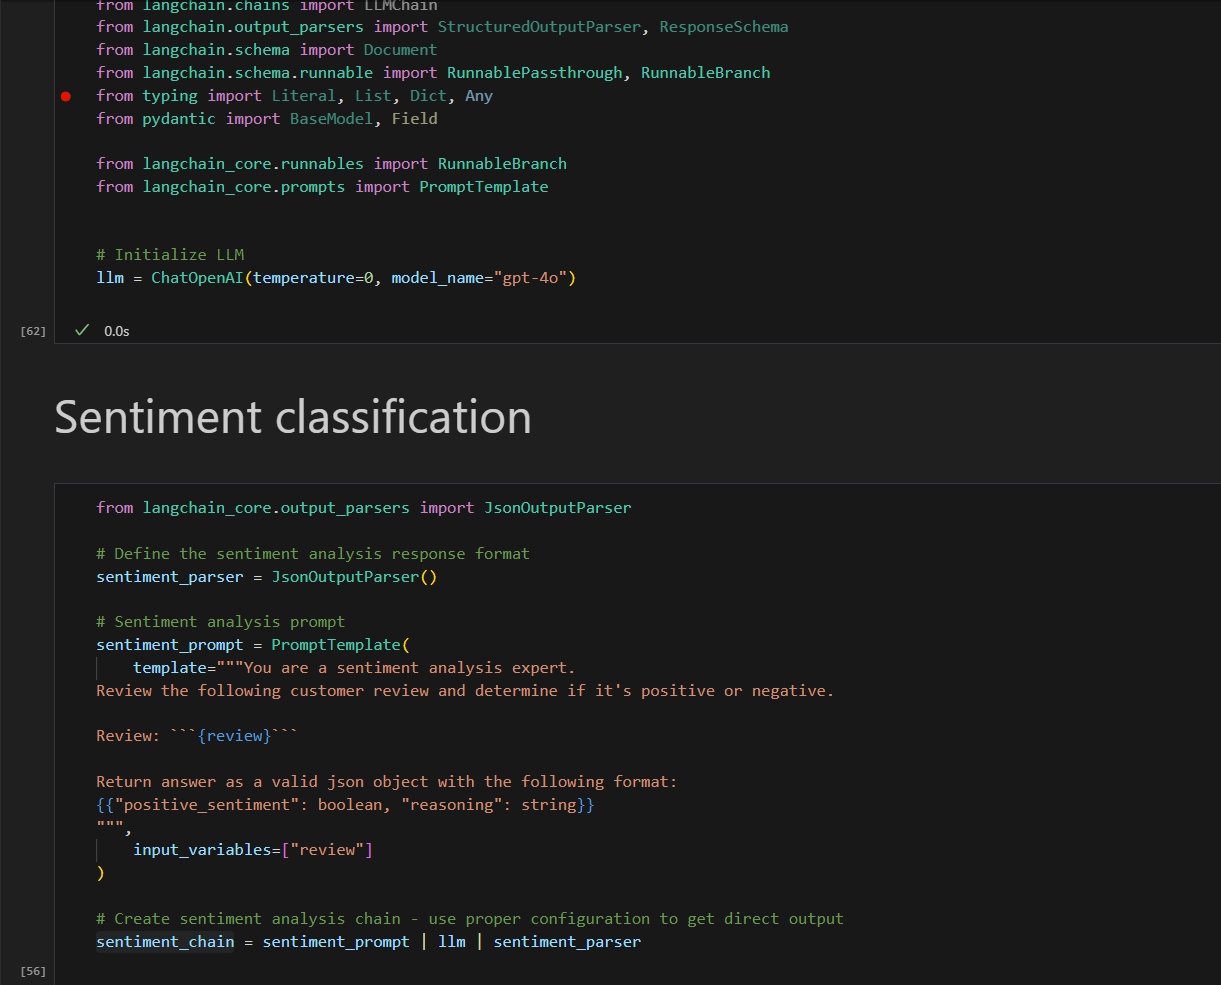 from langchain.chains import LLMChain
from langchain.output_parsers import StructuredOutputParser, ResponseSchema
from langchain.schema import Document
from langchain.schema.runnable import RunnablePassthrough, RunnableBranch
from typing import Literal, List, Dict, Any
from pydantic import BaseModel, Field
from langchain_core.runnables import RunnableBranch
from langchain_core.prompts import PromptTemplate
# Initialize LLM
llm = ChatOpenAI(temperature=0, model_name="gpt-4o")
[62] ✓ 0.0s
Sentiment classification
from langchain_core.output_parsers import JsonOutputParser
# Define the sentiment analysis response format
sentiment_parser = JsonOutputParser()
# Sentiment analysis prompt
sentiment_prompt = PromptTemplate(
    template="""You are a sentiment analysis expert.
Review the following customer review and determine if it's positive or negative.
Review: ```{review}```
Return answer as a valid json object with the following format:
{{"positive_sentiment": boolean, "reasoning": string}}
""",
    input_variables=["review"]
)
# Create sentiment analysis chain - use proper configuration to get direct output
sentiment_chain = sentiment_prompt | llm | sentiment_parser
[56]